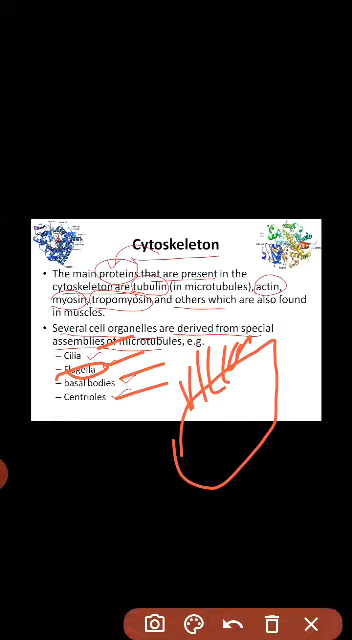 Cytoskeleton
• The main proteins that are present in the
cytoskeleton are tubulin (in microtubules), actin,
myosin, tropomyosin and others which are also found
in muscles.
• Several cell organelles are derived from special
assemblies of microtubules, e.g.
– Cilia
– Flagella
– basal bodies
– Centrioles